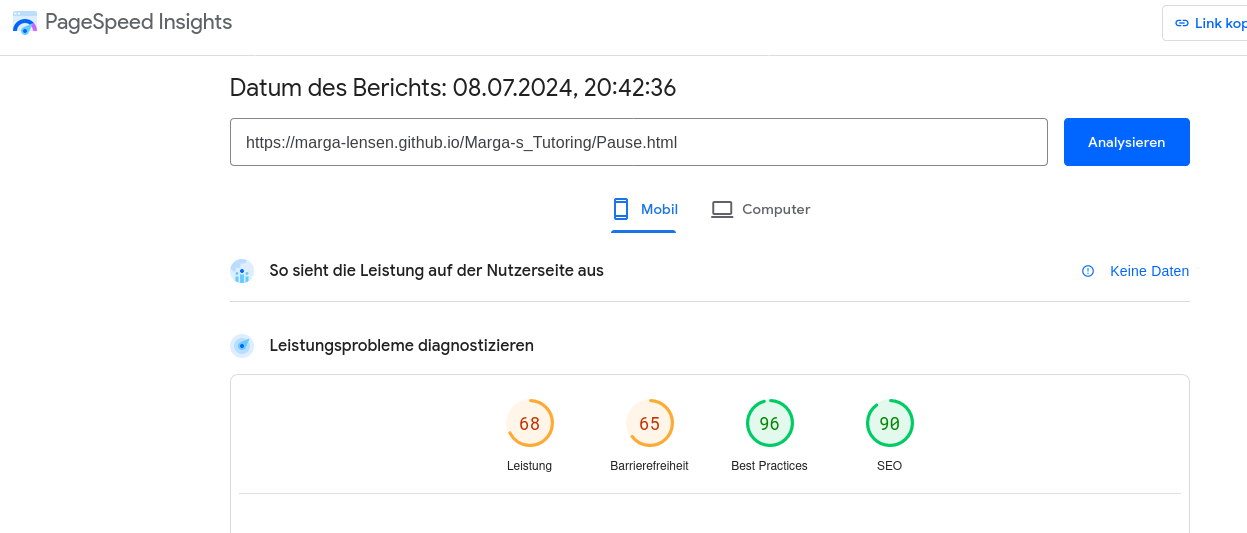 PageSpeed Insights
Link kop
Datum des Berichts: 08.07.2024, 20:42:36
https://marga-lensen.github.io/Marga-s_Tutoring/Pause.html
Analysieren
Mobil
Computer
So sieht die Leistung auf der Nutzerseite aus
Keine Daten
Leistungsprobleme diagnostizieren
68
65
96
90
Leistung
Barrierefreiheit
Best Practices
SEO